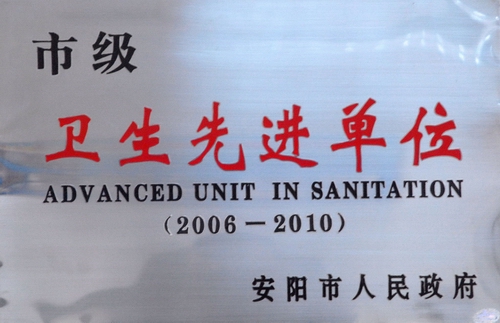 市级
卫生先进单位
ADVANCED UNIT IN SANITATION
(2006－2010)
安阳市人民政府